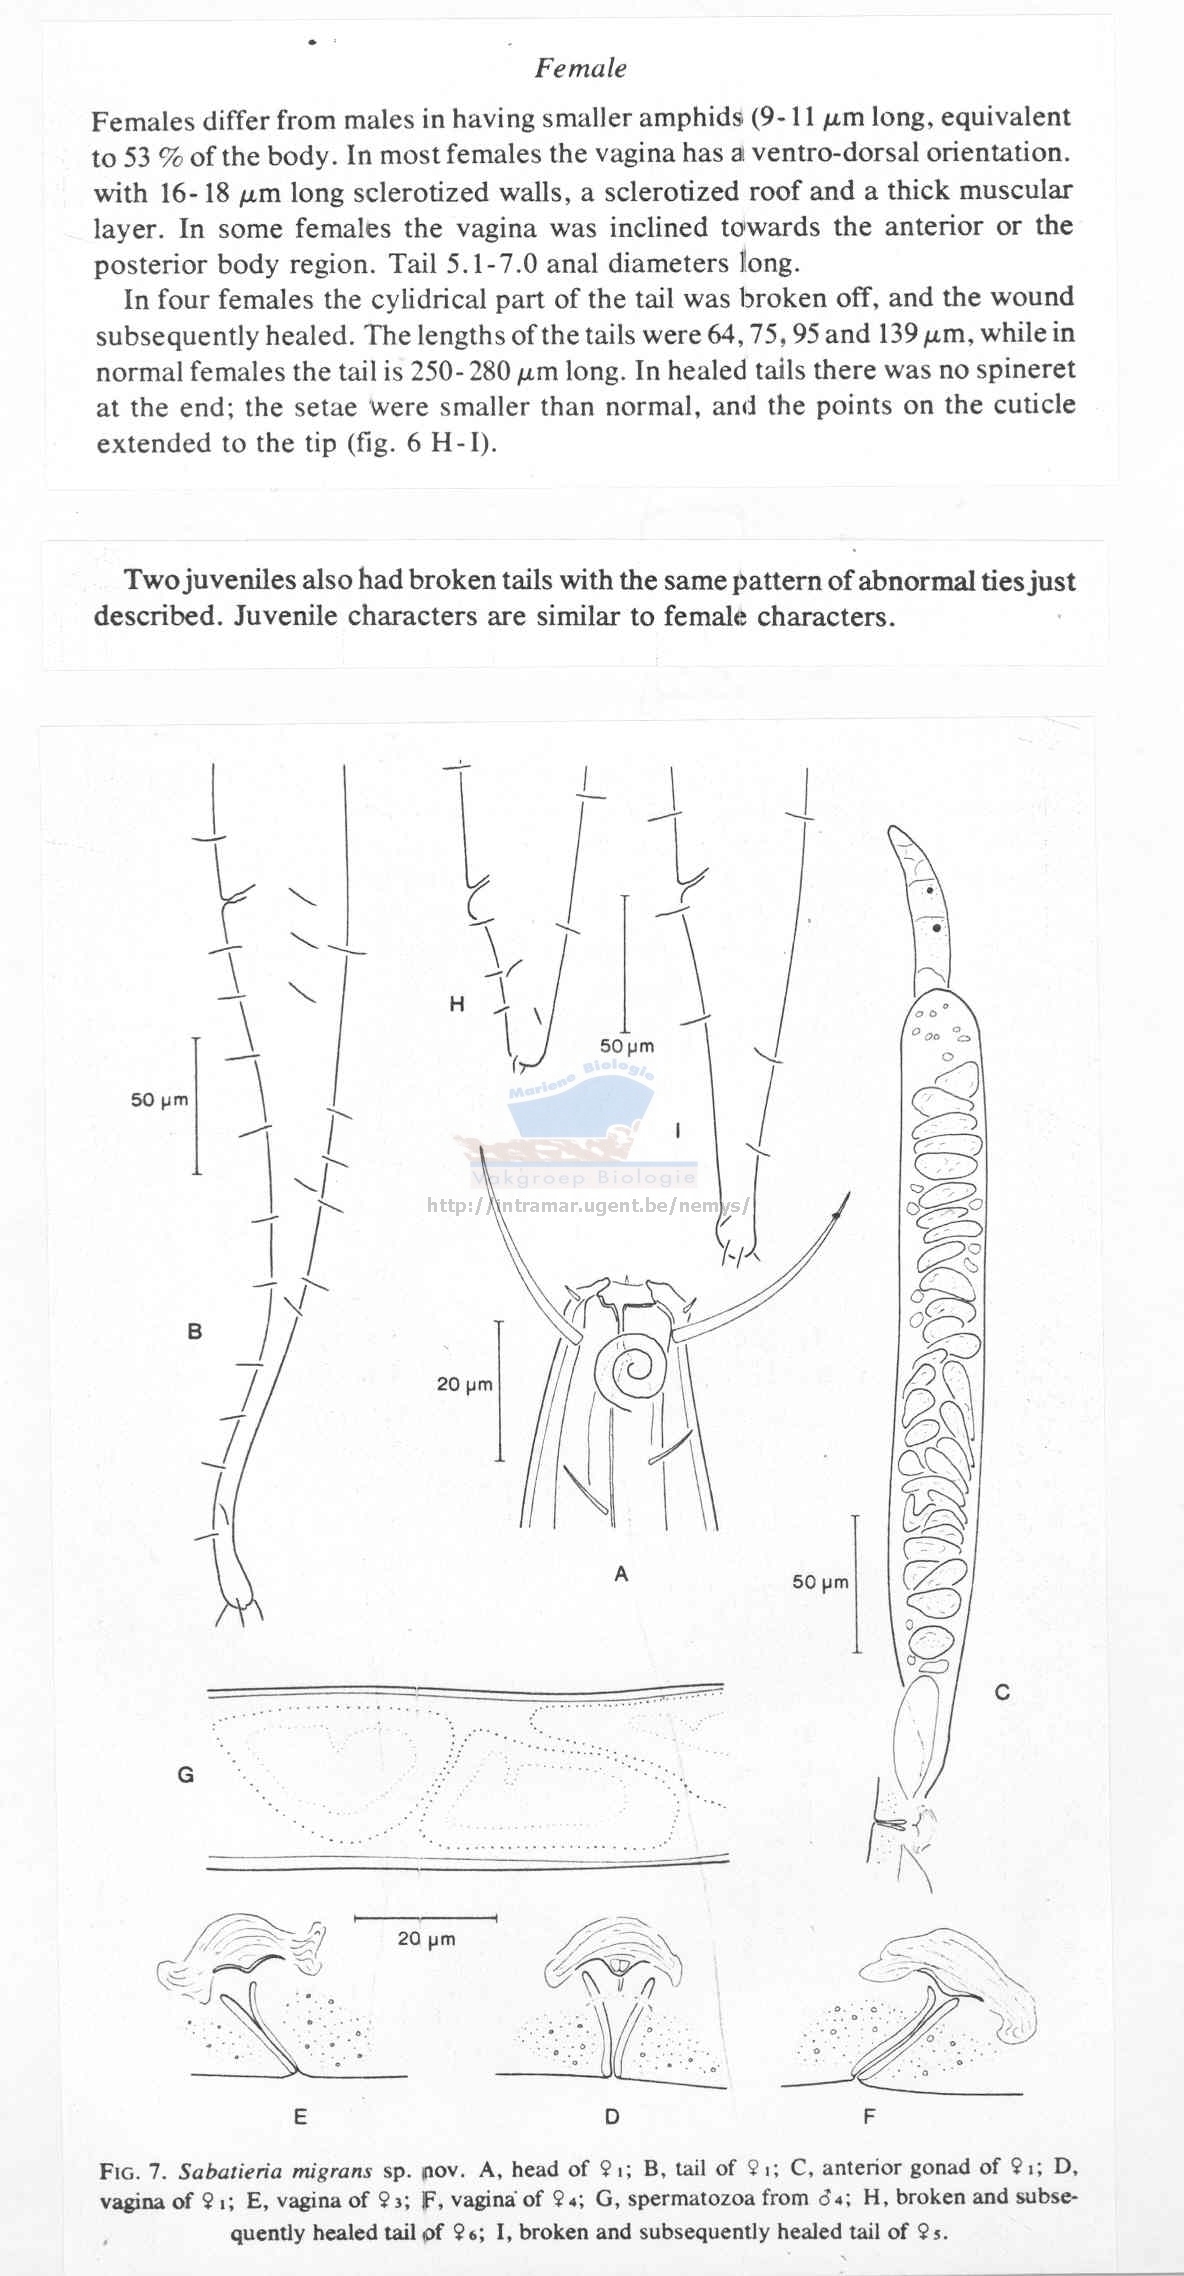 Female
Females differ from males in having smaller amphids (9-11 µm long, equivalent
to 53 % of the body. In most females the vagina has a ventro-dorsal orientation.
with 16-18 µm long sclerotized walls, a sclerotized roof and a thick muscular
layer. In some females the vagina was inclined towards the anterior or the
posterior body region. Tail 5.1-7.0 anal diameters long.
In four females the cylidrical part of the tail was broken off, and the wound
subsequently healed. The lengths of the tails were 64, 75, 95 and 139 µm, while in
normal females the tail is 250-280 µm long. In healed tails there was no spineret
at the end; the setae were smaller than normal, and the points on the cuticle
extended to the tip (fig. 6 H-I).
Two juveniles also had broken tails with the same pattern of abnormal ties just
described. Juvenile characters are similar to female characters.
H
50 µm
50 µm
Mariene Biologie
I
Vakgroep Biologie
http://intramar.ugent.be/nemys/
B
20 µm
A
50 µm
C
G
20 µm
E
D
F
FIG. 7. Sabatieria migrans sp. nov. A, head of ♀1; B, tail of ♀1; C, anterior gonad of ♀1; D,
vagina of ♀1; E, vagina of ♀3; F, vagina of ♀4; G, spermatozoa from ♂4; H, broken and subse-
quently healed tail of ♀6; I, broken and subsequently healed tail of ♀5.